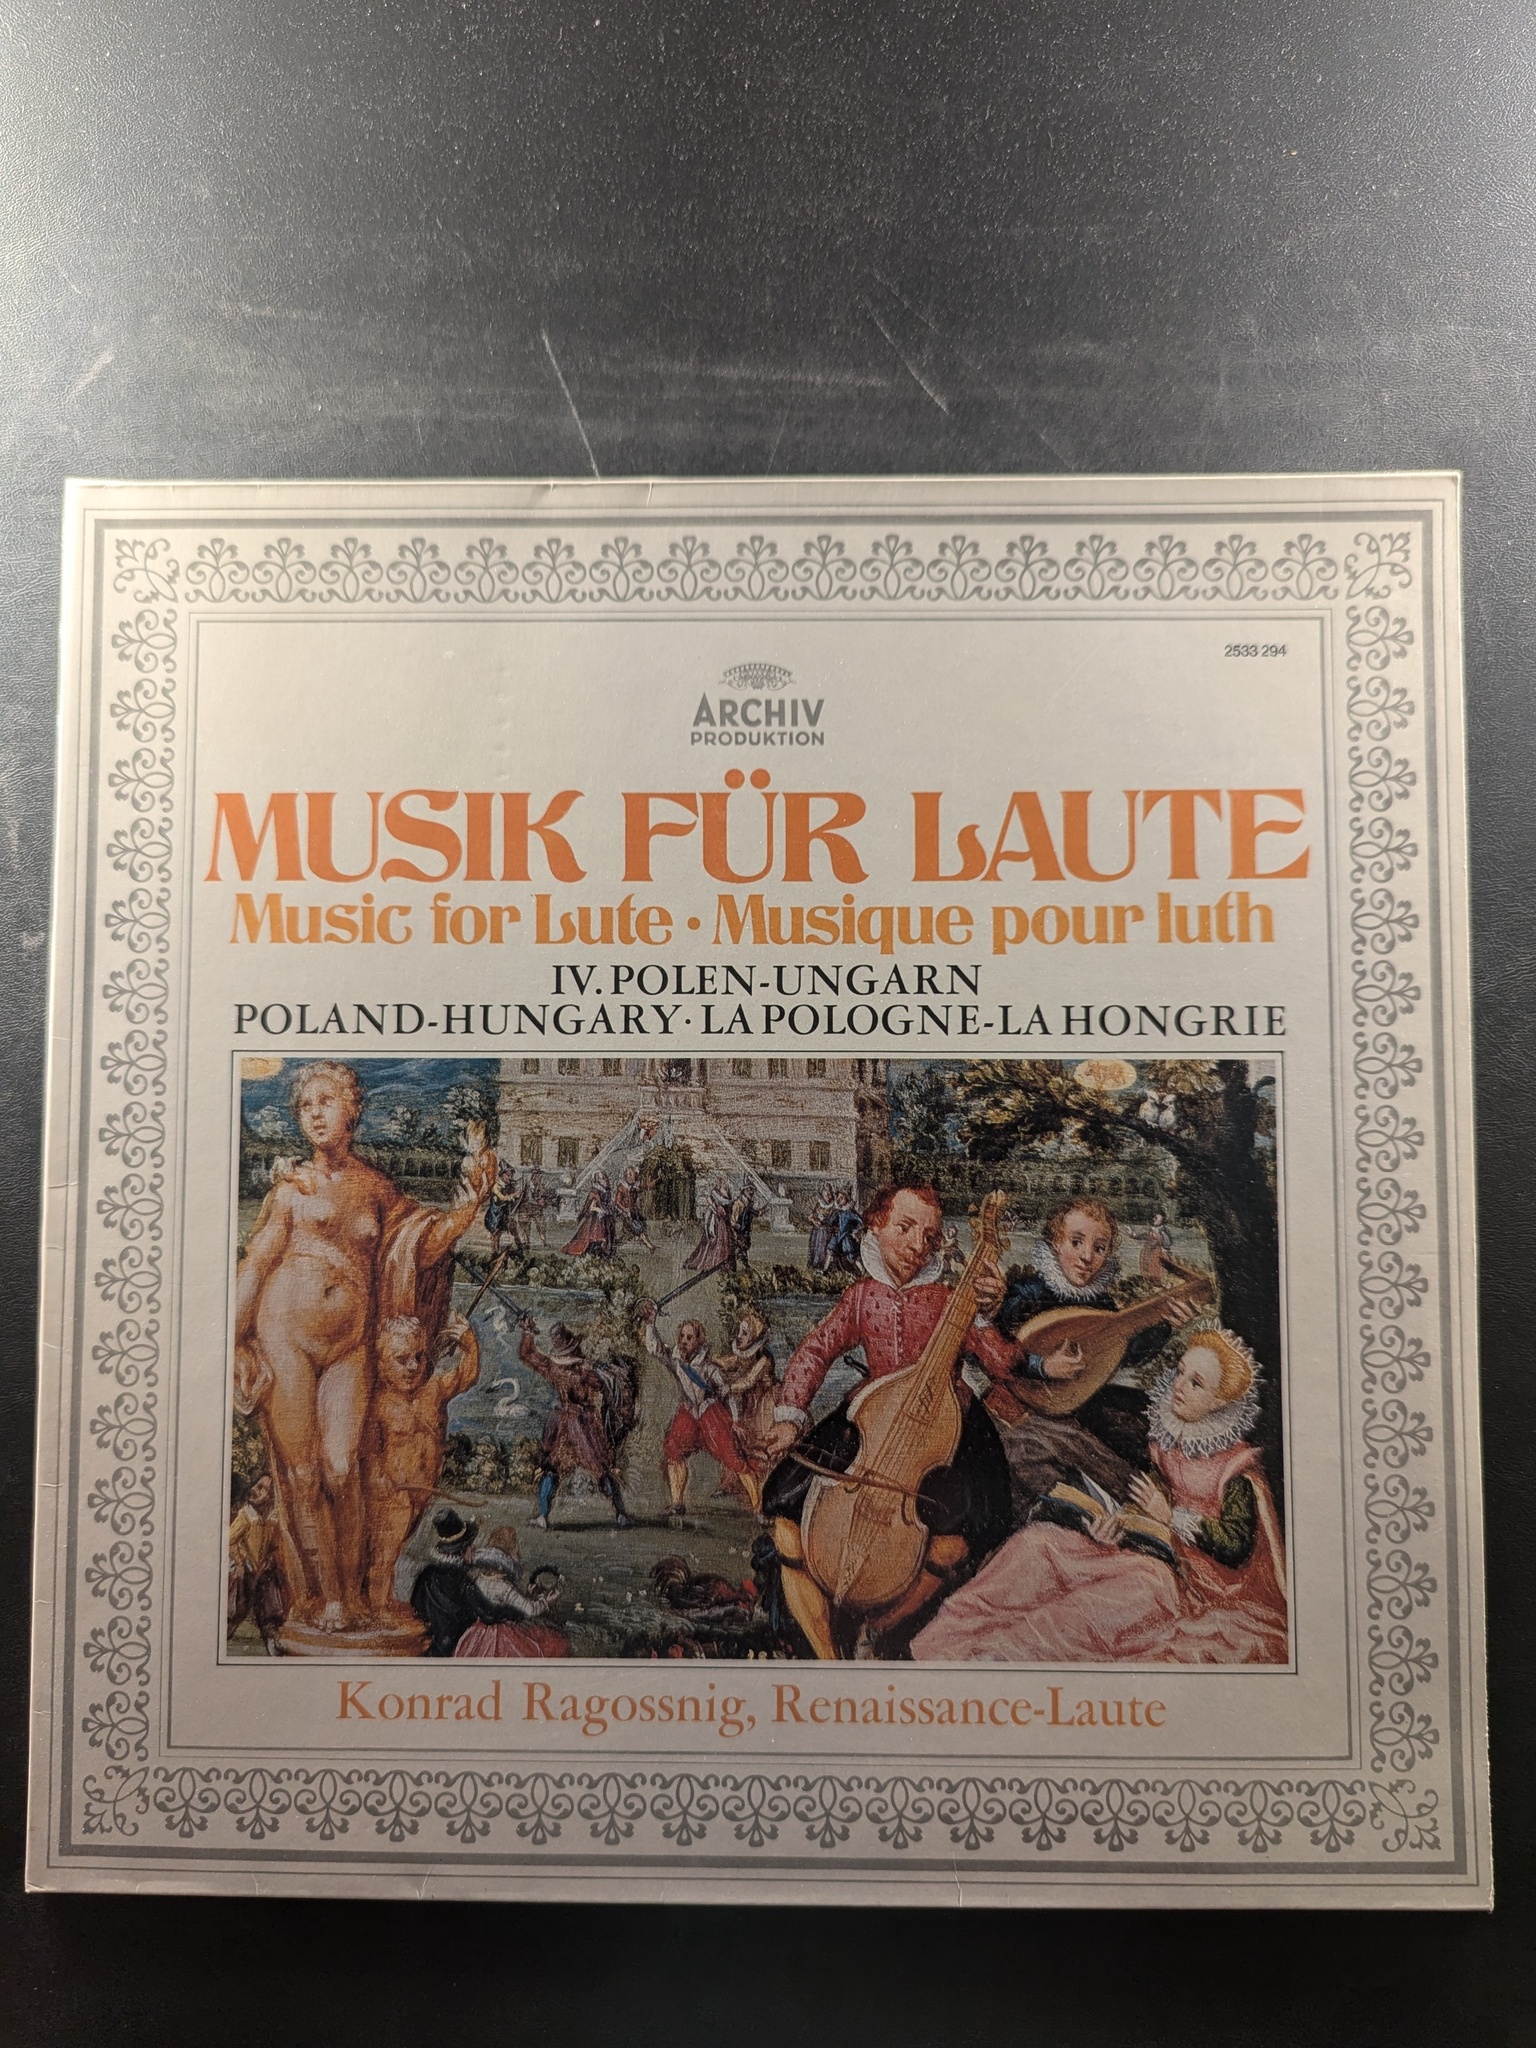 2533 294
ARCHIV
PRODUKTION
MUSIK FÜR LAUTE
Music for Lute · Musique pour luth
IV. POLEN-UNGARN
POLAND-HUNGARY · LA POLOGNE-LA HONGRIE
Konrad Ragossnig, Renaissance-Laute